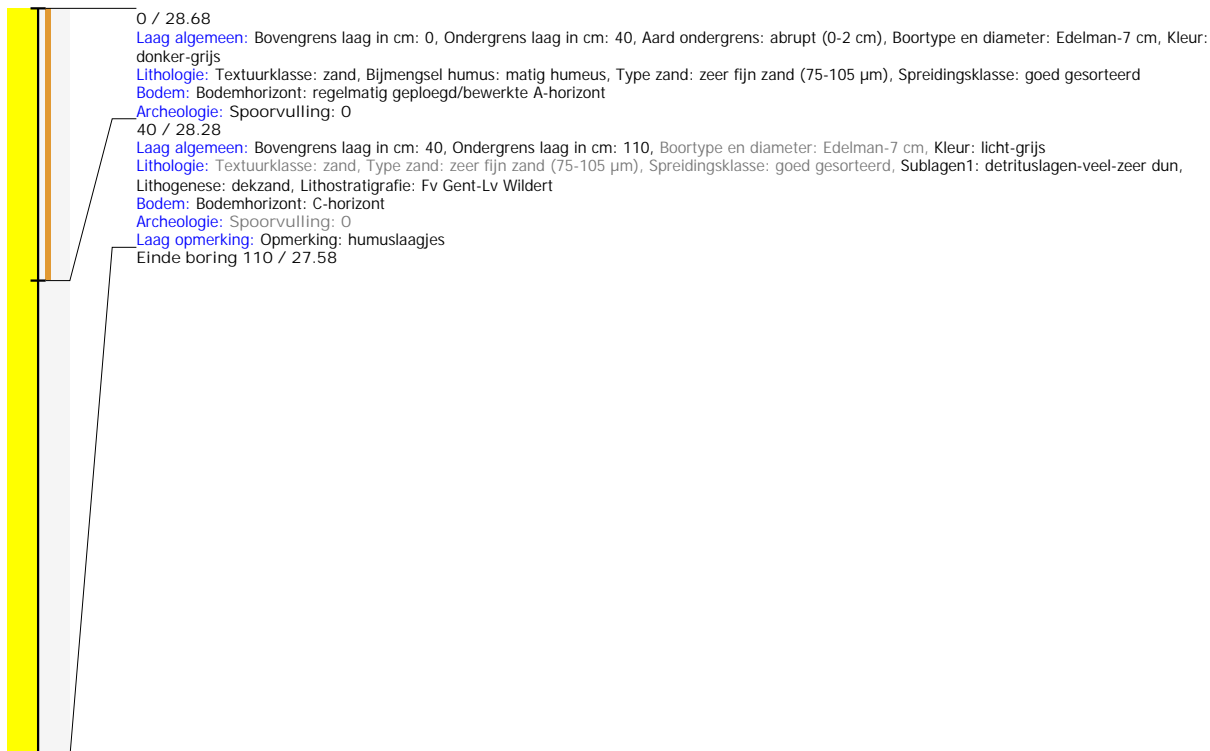 0 / 28.68
Laag algemeen: Bovengrens laag in cm: 0, Ondergrens laag in cm: 40, Aard ondergrens: abrupt (0-2 cm), Boortype en diameter: Edelman-7 cm, Kleur:
donker-grijs
Lithologie: Textuurklasse: zand, Bijmengsel humus: matig humeus, Type zand: zeer fijn zand (75-105 µm), Spreidingsklasse: goed gesorteerd
Bodem: Bodemhorizont: regelmatig geploegd/bewerkte A-horizont
Archeologie: Spoorvulling: 0
40 / 28.28
Laag algemeen: Bovengrens laag in cm: 40, Ondergrens laag in cm: 110, Boortype en diameter: Edelman-7 cm, Kleur: licht-grijs
Lithologie: Textuurklasse: zand, Type zand: zeer fijn zand (75-105 µm), Spreidingsklasse: goed gesorteerd, Sublagen1: detrituslagen-veel-zeer dun,
Lithogenese: dekzand, Lithostratigrafie: Fv Gent-Lv Wildert
Bodem: Bodemhorizont: C-horizont
Archeologie: Spoorvulling: 0
Laag opmerking: Opmerking: humuslaagjes
Einde boring 110 / 27.58